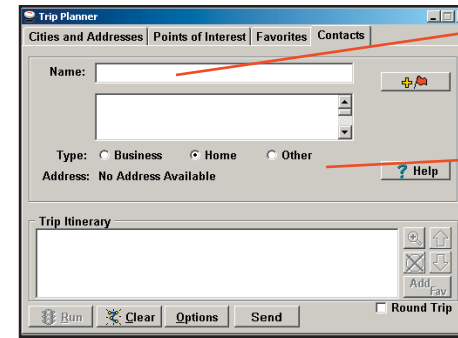 Trip Planner
Cities and Addresses Points of Interest Favorites Contacts
Name:
Type: Business Home Other
? Help
Address: No Address Available
Trip Itinerary
Add Fav
Round Trip
Run Clear Options Send